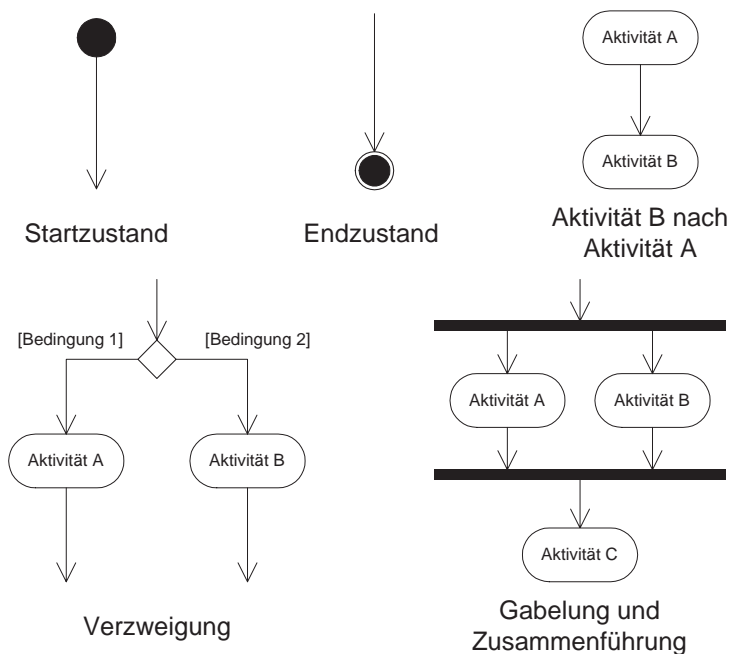 Aktivität A
Aktivität B
Startzustand
Endzustand
Aktivität B nach
Aktivität A
[Bedingung 1]
[Bedingung 2]
Aktivität A
Aktivität B
Verzweigung
Aktivität A
Aktivität B
Aktivität C
Gabelung und
Zusammenführung